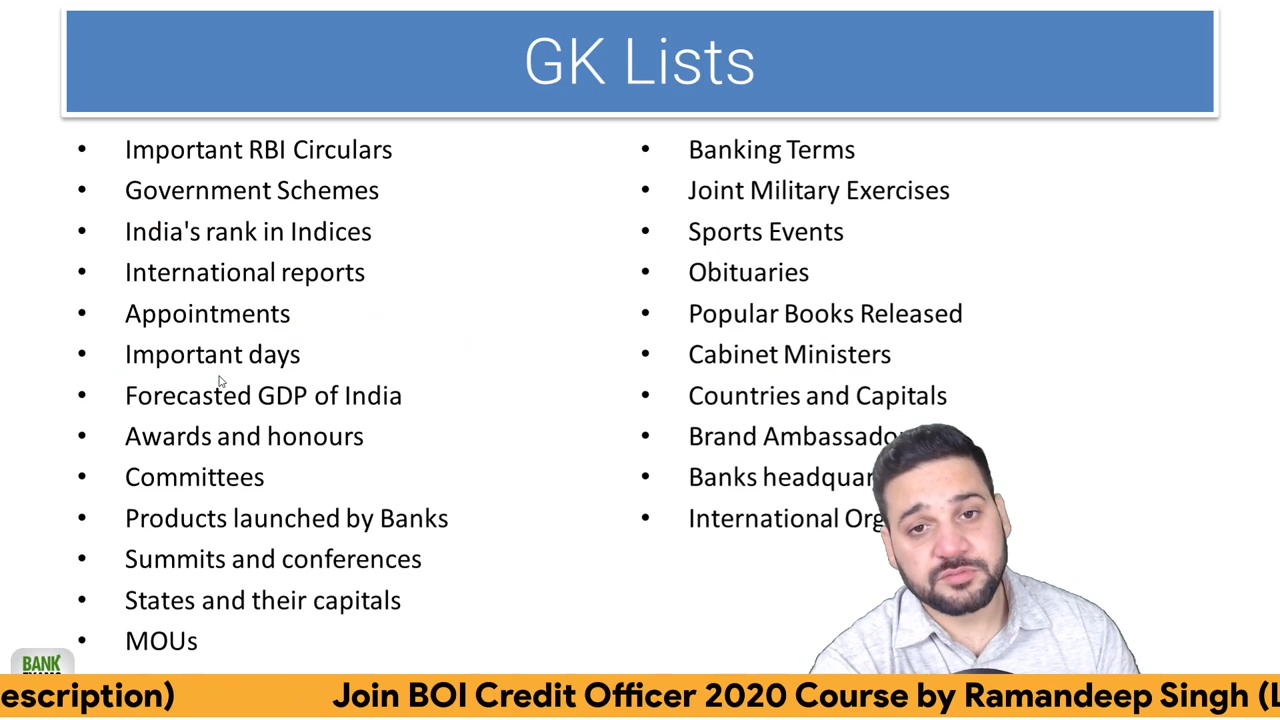 GK Lists
• Important RBI Circulars
• Government Schemes
• India's rank in Indices
• International reports
• Appointments
• Important days
• Forecasted GDP of India
• Awards and honours
• Committees
• Products launched by Banks
• Summits and conferences
• States and their capitals
• MOUs
• Banking Terms
• Joint Military Exercises
• Sports Events
• Obituaries
• Popular Books Released
• Cabinet Ministers
• Countries and Capitals
• Brand Ambassado
• Banks headquar
• International Org
BANK
escription) Join BOI Credit Officer 2020 Course by Ramandeep Singh (